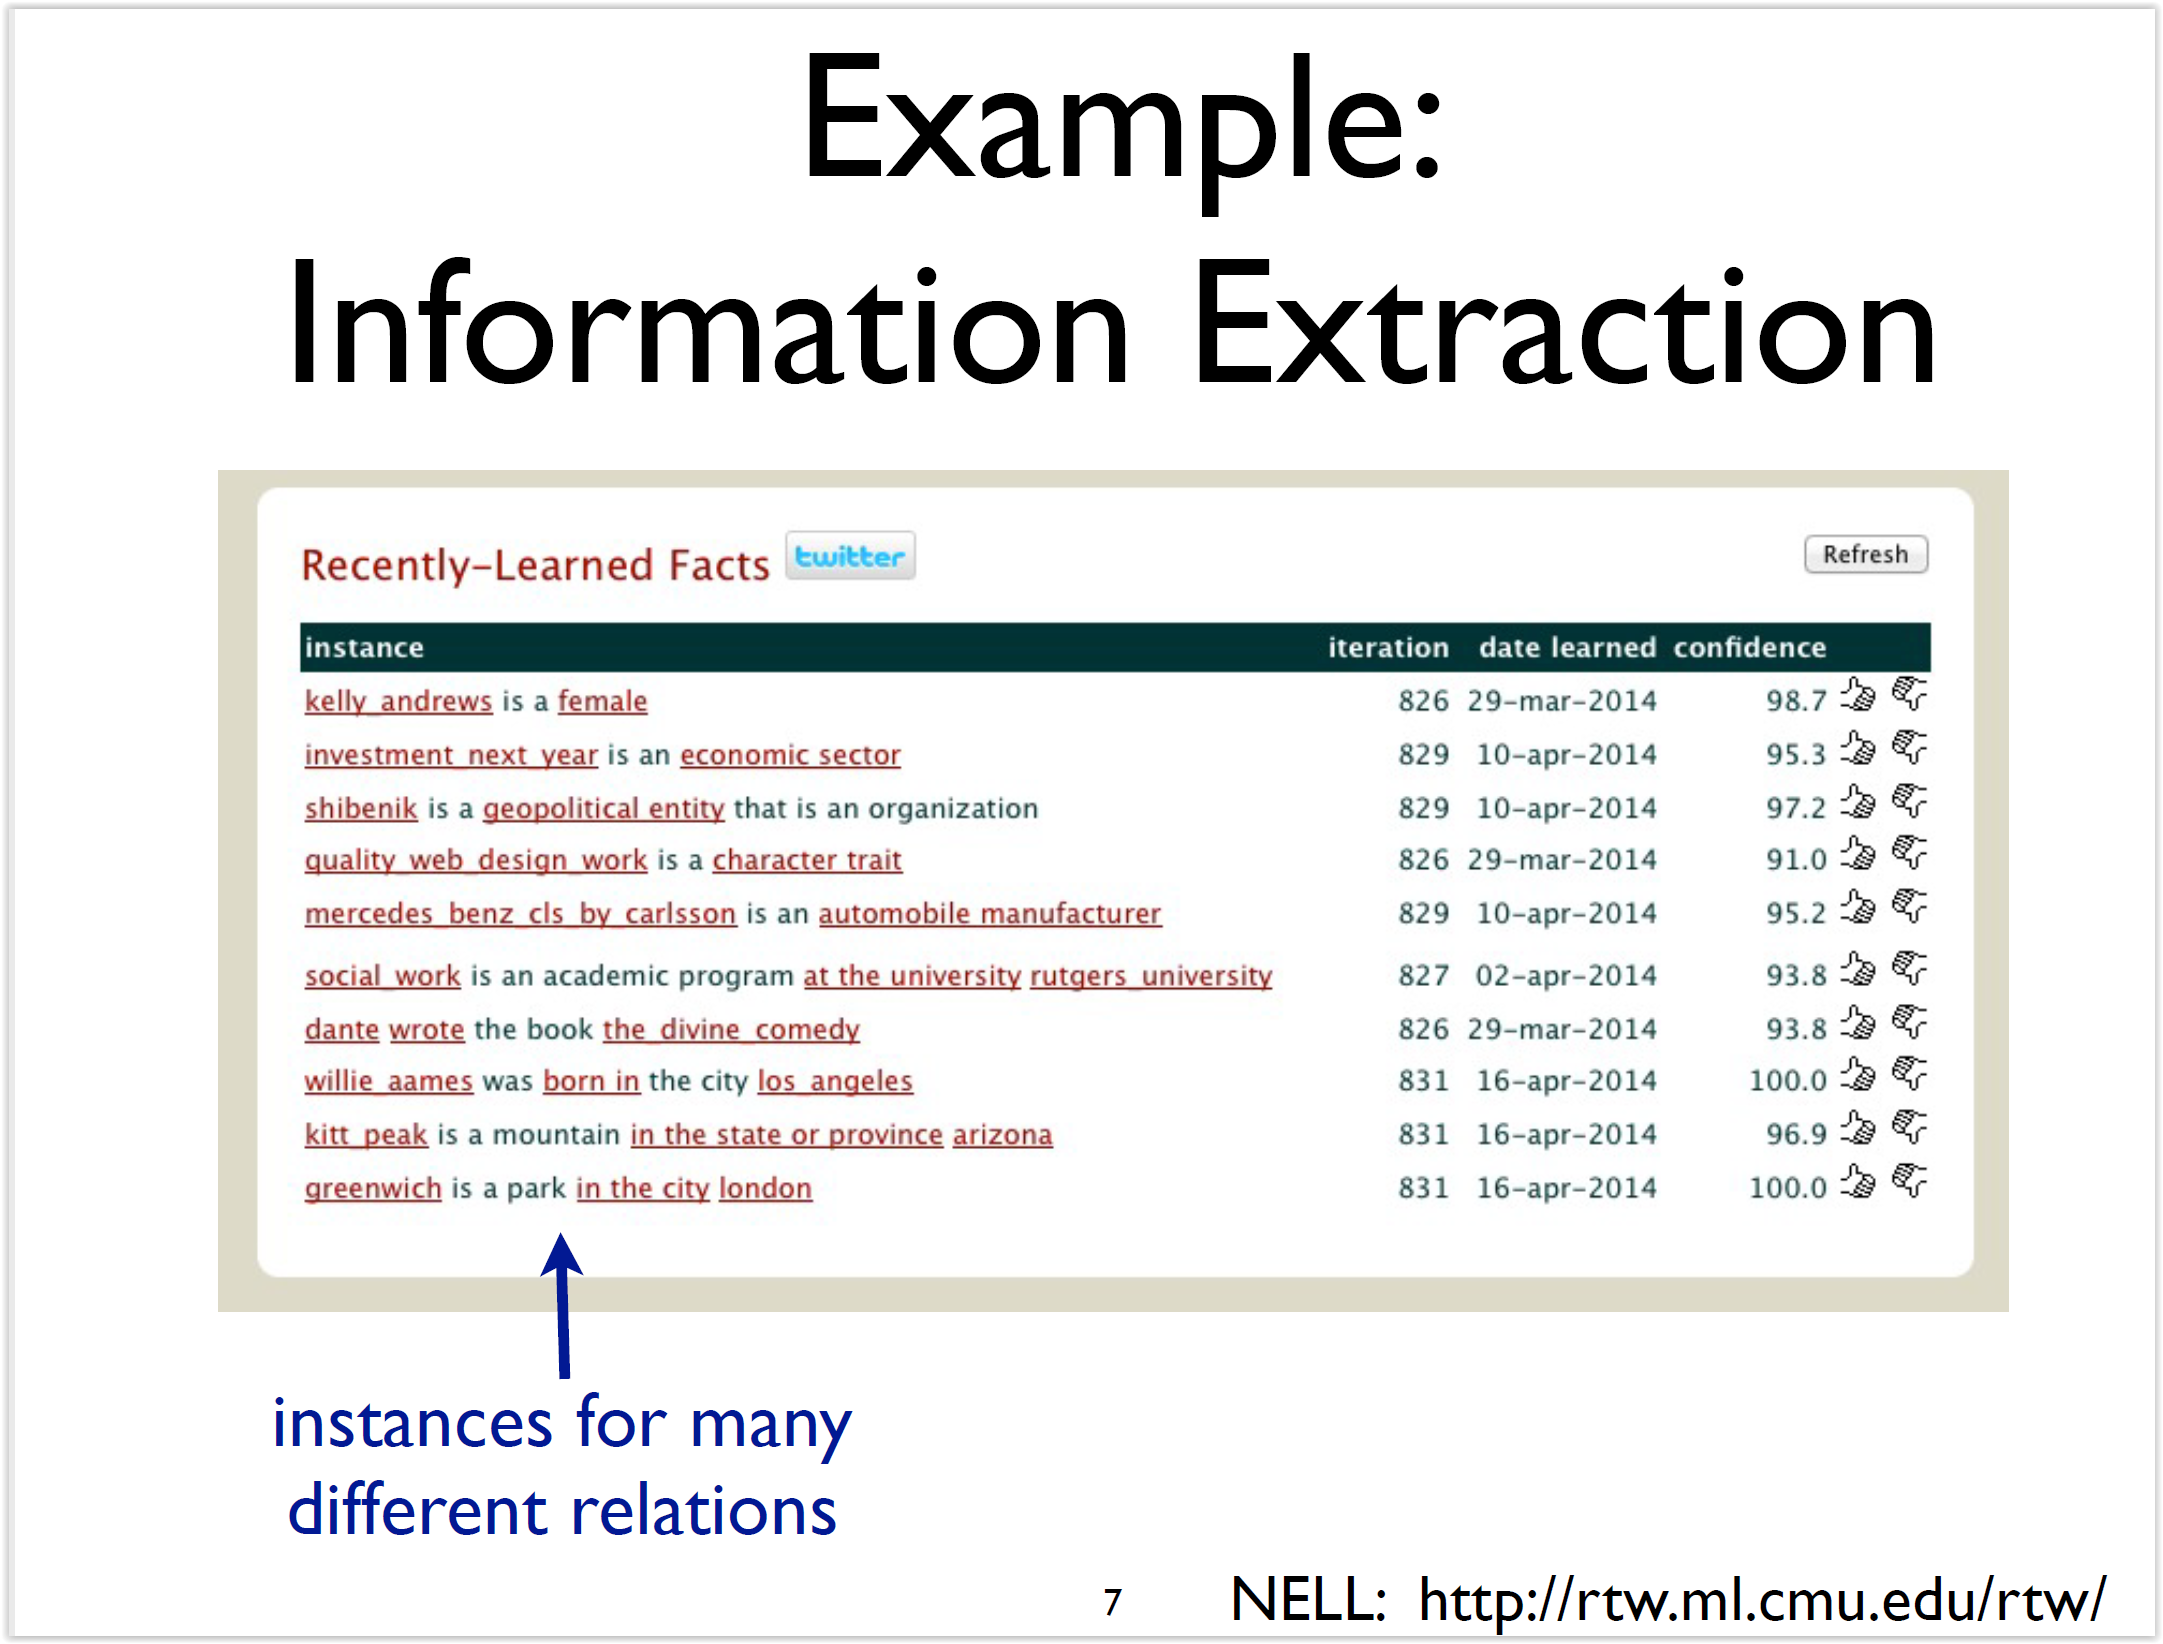 Example:
Information Extraction
Recently-Learned Facts twitter Refresh
instance iteration date learned confidence
kelly_andrews is a female 826 29-mar-2014 98.7
investment_next_year is an economic sector 829 10-apr-2014 95.3
shibenik is a geopolitical entity that is an organization 829 10-apr-2014 97.2
quality_web_design_work is a character trait 826 29-mar-2014 91.0
mercedes_benz_cls_by_carlsson is an automobile manufacturer 829 10-apr-2014 95.2
social_work is an academic program at the university rutgers_university 827 02-apr-2014 93.8
dante wrote the book the_divine_comedy 826 29-mar-2014 93.8
willie_aames was born in the city los_angeles 831 16-apr-2014 100.0
kitt_peak is a mountain in the state or province arizona 831 16-apr-2014 96.9
greenwich is a park in the city london 831 16-apr-2014 100.0
instances for many
different relations
7 NELL: http://rtw.ml.cmu.edu/rtw/